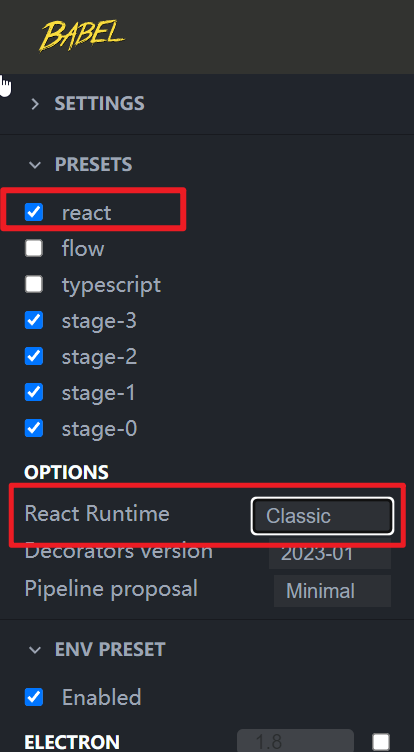 BABEL
SETTINGS
PRESETS
react
flow
typescript
stage-3
stage-2
stage-1
stage-0
OPTIONS
React Runtime Classic
Decorators version 2023-01
Pipeline proposal Minimal
ENV PRESET
Enabled
ELECTRON 1.8